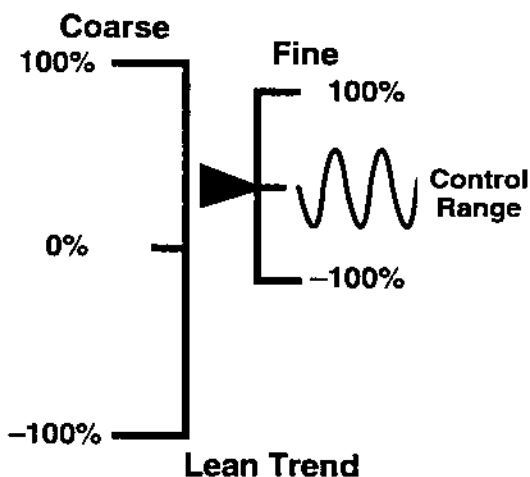 Coarse
100%
Fine
100%
Control
Range
0%
–100%
–100%
Lean Trend